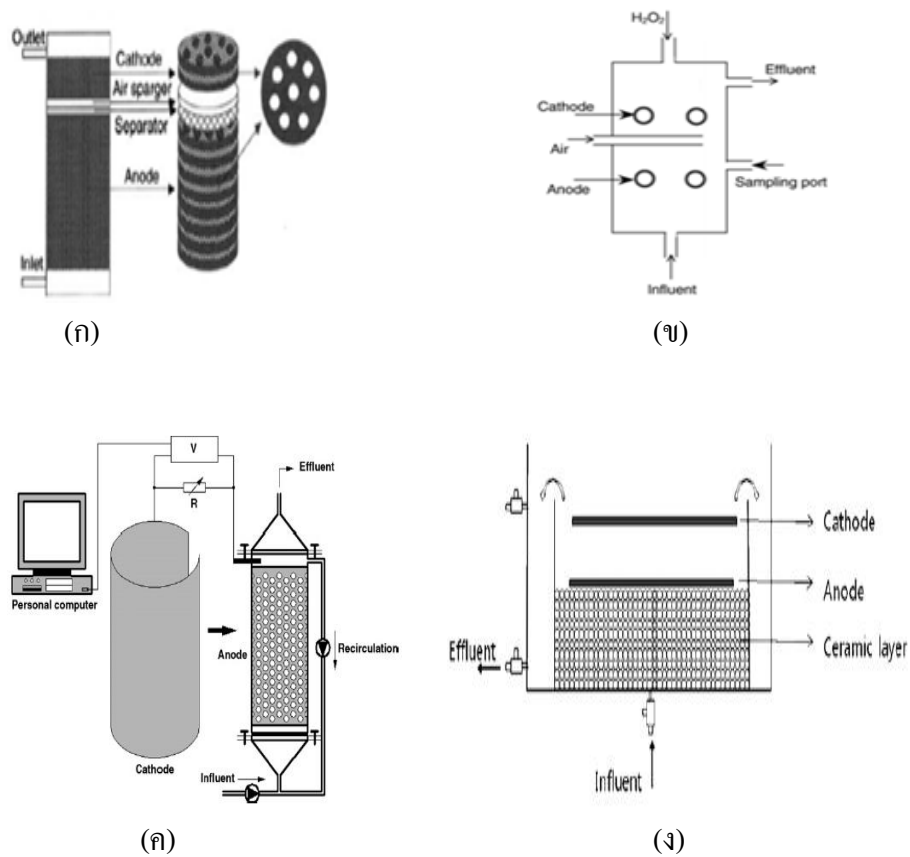 Outlet
Cathode
Air sparger
Separator
Anode
Inlet
(ก)
H₂O₂
Effluent
Cathode
Air
Anode
Sampling port
Influent
(ข)
V
R
Effluent
Personal computer
Anode
Recirculation
Cathode
Influent
(ค)
Cathode
Anode
Ceramic layer
Effluent
Influent
(ง)